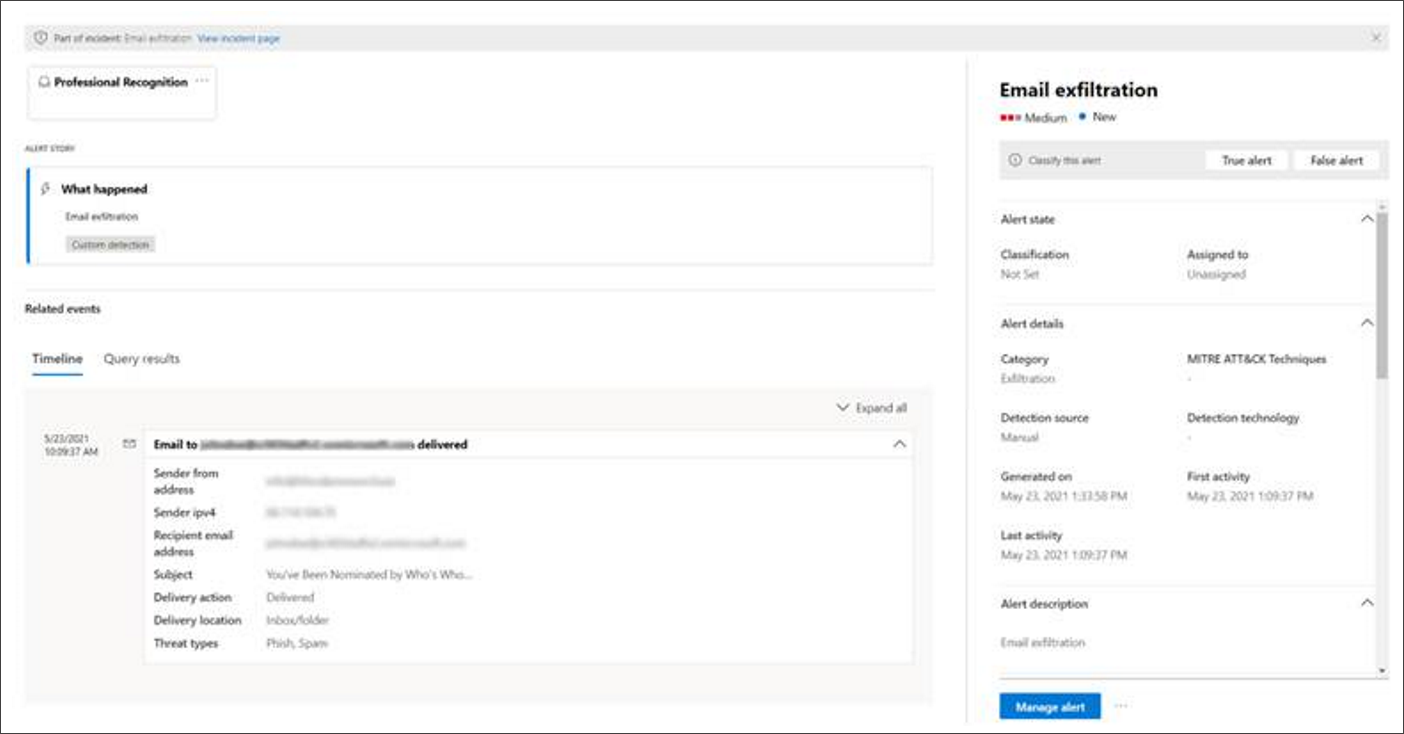 Part of incident: Email exfiltration View incident page
Professional Recognition ...
ALERT STORY
What happened
Email exfiltration
Custom detection
Related events
Timeline Query results
Expand all
5/23/2021
10:09:37 AM
Email to delivered
Sender from
address
Sender ipv4
Recipient email
address
Subject You've Been Nominated by Who's Who...
Delivery action Delivered
Delivery location Inbox/folder
Threat types Phish, Spam
Email exfiltration
Medium New
Classify this alert True alert False alert
Alert state
Classification Assigned to
Not Set Unassigned
Alert details
Category MITRE ATT&CK Techniques
Exfiltration -
Detection source Detection technology
Manual -
Generated on First activity
May 23, 2021 1:33:58 PM May 23, 2021 1:09:37 PM
Last activity
May 23, 2021 1:09:37 PM
Alert description
Email exfiltration
Manage alert ...